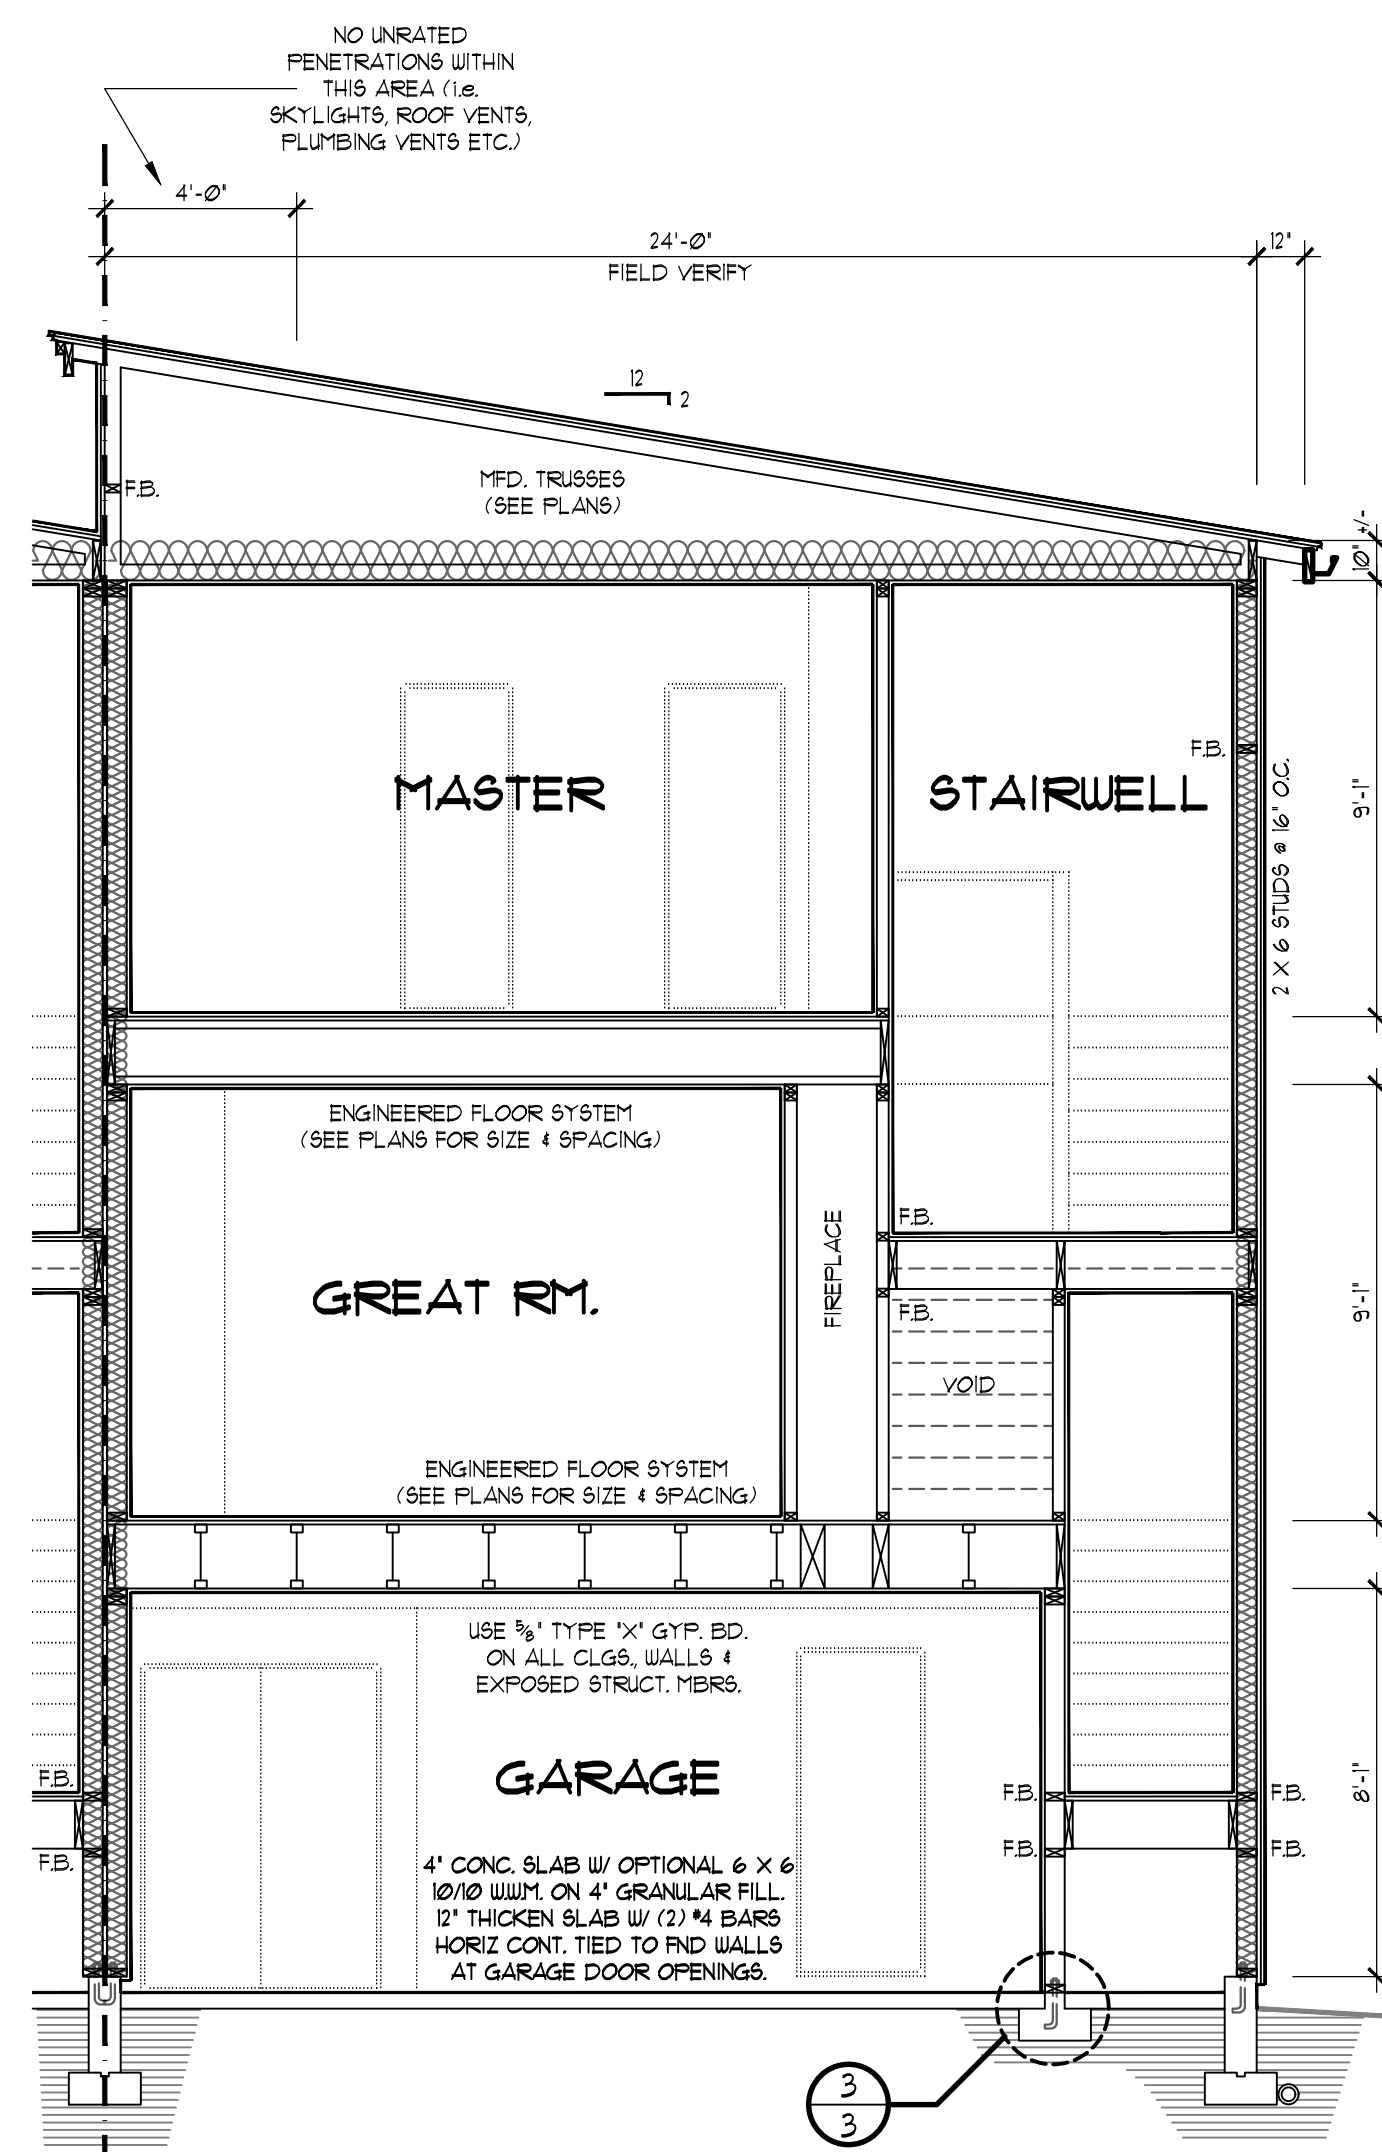 NO UNRATED
PENETRATIONS WITHIN
THIS AREA (i.e.
SKYLIGHTS, ROOF VENTS,
PLUMBING VENTS ETC.)
4'-0"
24'-0"
12"
FIELD VERIFY
12
2
MFD. TRUSSES
(SEE PLANS)
F.B.
10" +/-
F.B.
MASTER
STAIRWELL
2 X 6 STUDS @ 16" O.C.
9'-1"
ENGINEERED FLOOR SYSTEM
(SEE PLANS FOR SIZE & SPACING)
FIREPLACE
F.B.
GREAT RM.
F.B.
9'-1"
VOID
ENGINEERED FLOOR SYSTEM
(SEE PLANS FOR SIZE & SPACING)
USE 5/8" TYPE "X" GYP. BD.
ON ALL CLGS., WALLS &
EXPOSED STRUCT. MBRS.
GARAGE
F.B.
F.B.
F.B.
8'-1"
F.B.
F.B.
F.B.
4" CONC. SLAB W/ OPTIONAL 6 X 6
10/10 W.W.M. ON 4" GRANULAR FILL.
12" THICKEN SLAB W/ (2) #4 BARS
HORIZ CONT. TIED TO FND WALLS
AT GARAGE DOOR OPENINGS.
3
3